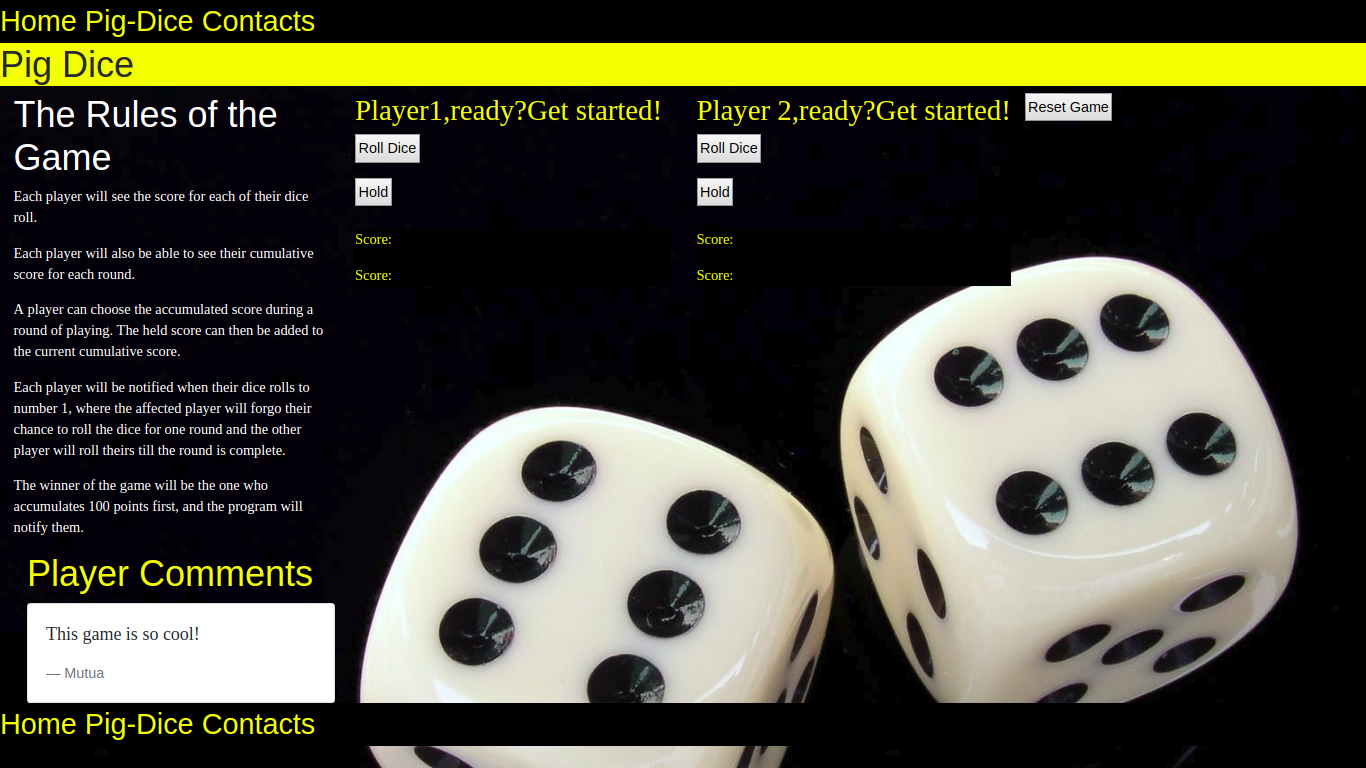 Home Pig-Dice Contacts
Pig Dice
The Rules of the
Game
Each player will see the score for each of their dice
roll.
Each player will also be able to see their cumulative
score for each round.
A player can choose the accumulated score during a
round of playing. The held score can then be added to
the current cumulative score.
Each player will be notified when their dice rolls to
number 1, where the affected player will forgo their
chance to roll the dice for one round and the other
player will roll theirs till the round is complete.
The winner of the game will be the one who
accumulates 100 points first, and the program will
notify them.
Player Comments
This game is so cool!
— Mutua
Player1,ready?Get started!
Roll Dice
Hold
Score:
Score:
Player 2,ready?Get started!
Roll Dice
Hold
Score:
Score:
Reset Game
Home Pig-Dice Contacts